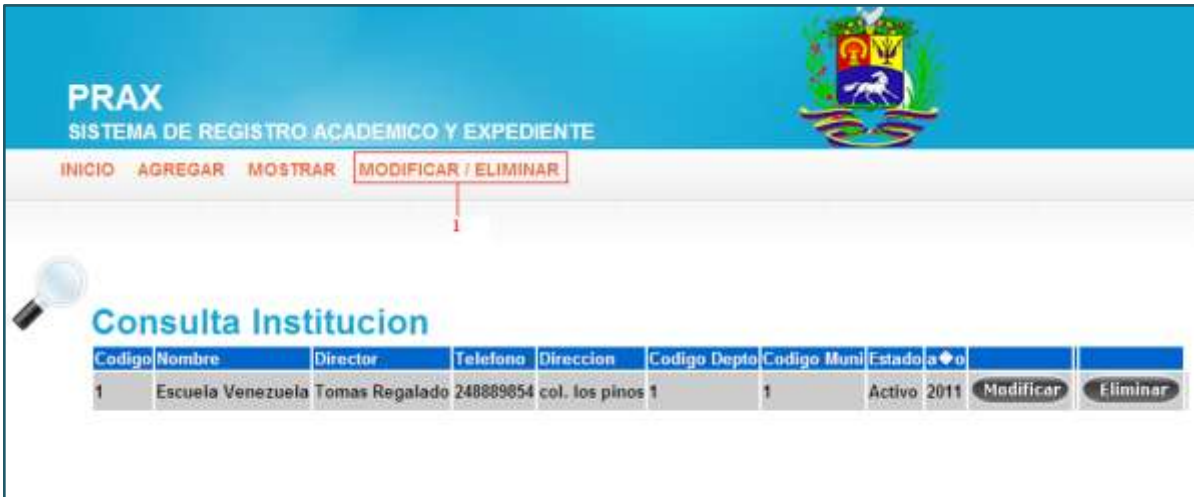 PRAX
SISTEMA DE REGISTRO ACADEMICO Y EXPEDIENTE
INICIO AGREGAR MOSTRAR MODIFICAR / ELIMINAR
1
Consulta Institucion
Codigo Nombre Director Telefono Direccion Codigo Depto Codigo Muni Estado a�o
1 Escuela Venezuela Tomas Regalado 248889854 col. los pinos 1 1 Activo 2011 Modificar Eliminar